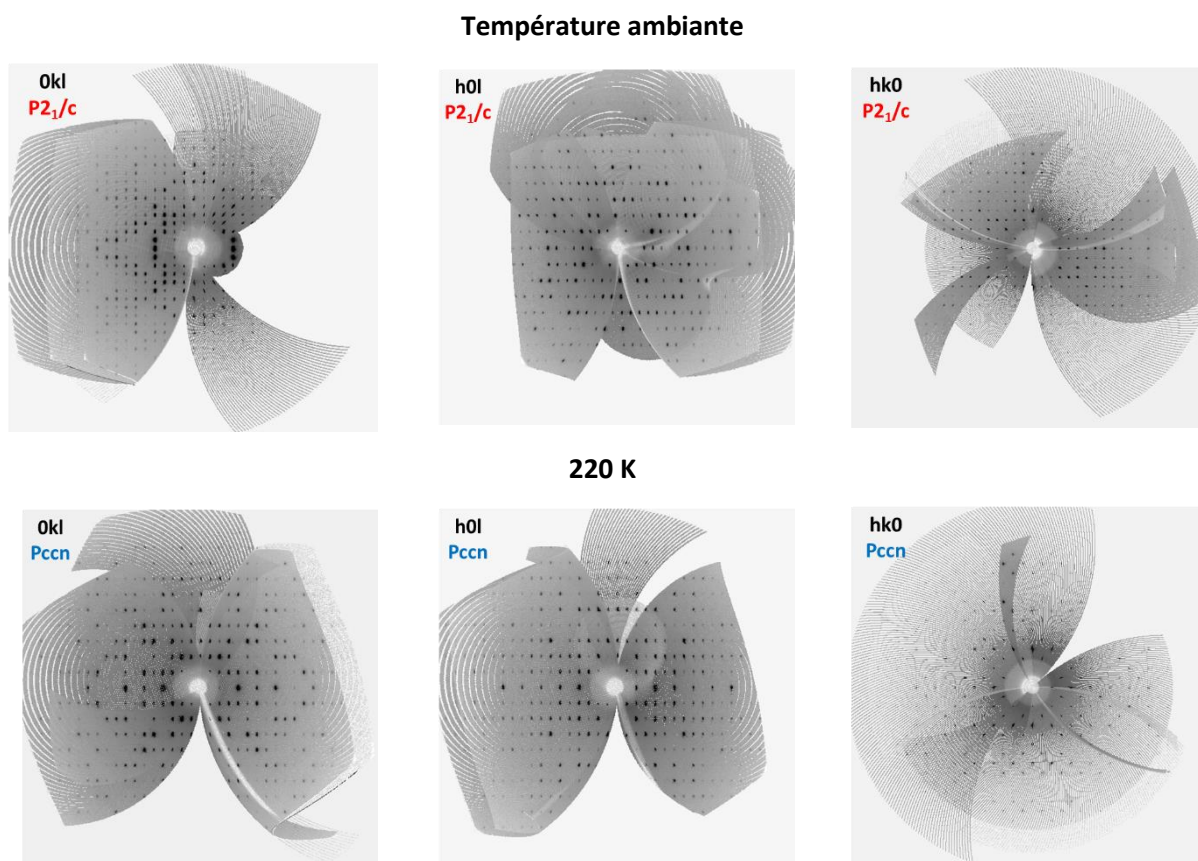 Température ambiante
0kl
P2₁/c
h0l
P2₁/c
hk0
P2₁/c
220 K
0kl
Pccn
h0l
Pccn
hk0
Pccn